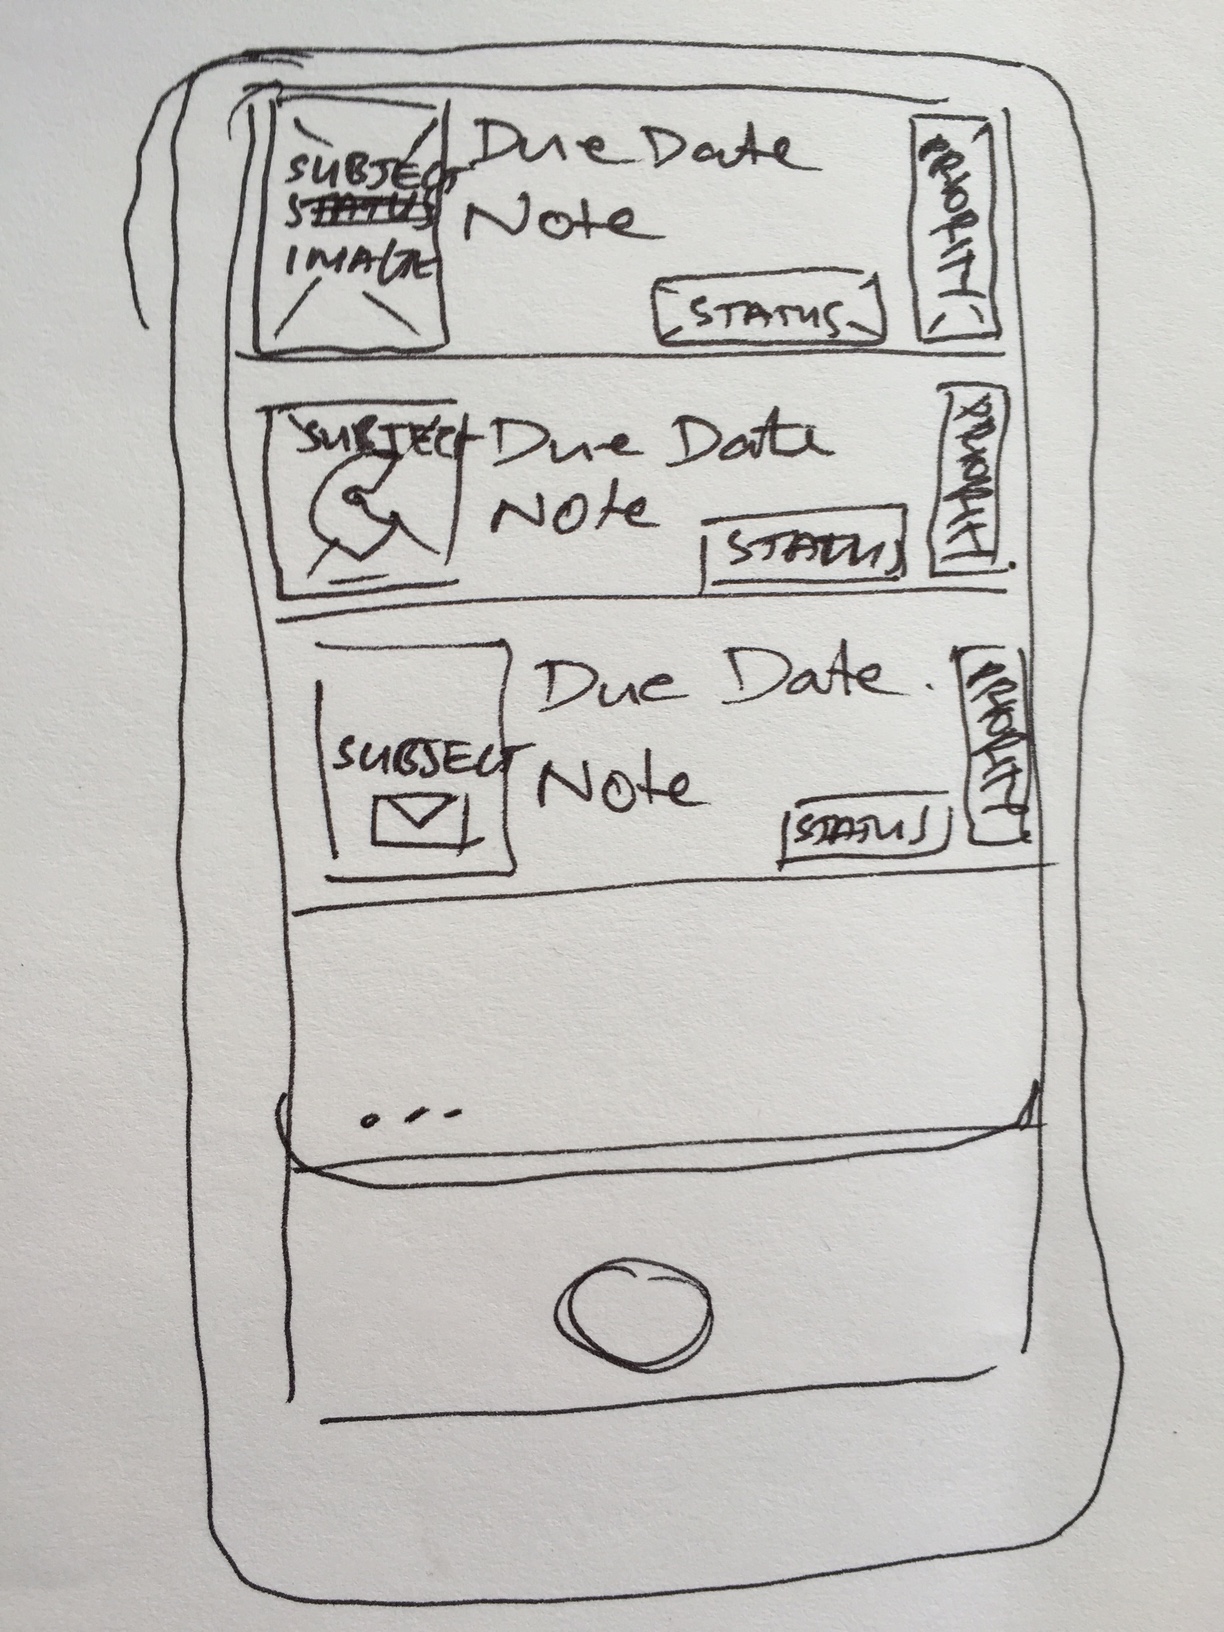 SUBJECT
STATUS
IMAGE
Due Date
Note
STATUS
PRIORITY
SUBJECT
Due Date
Note
STATUS
PRIORITY
SUBJECT
Due Date.
Note
STATUS
PRIORITY
...